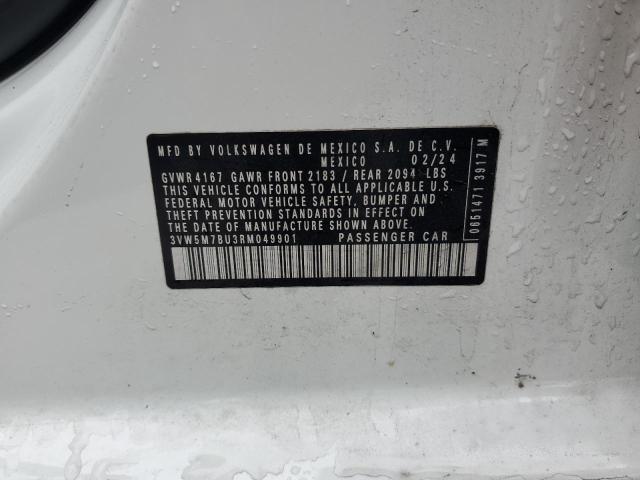 MFD BY VOLKSWAGEN DE MEXICO S.A. DE C.V.
MEXICO 02/24
GVWR 4167 GAWR FRONT 2183 / REAR 2094 LBS
THIS VEHICLE CONFORMS TO ALL APPLICABLE U.S.
FEDERAL MOTOR VEHICLE SAFETY, BUMPER AND
THEFT PREVENTION STANDARDS IN EFFECT ON THE
DATE OF MANUFACTURE SHOWN ABOVE.
3VW5M7BU3RM049901 PASSENGER CAR
0651471 3917 M